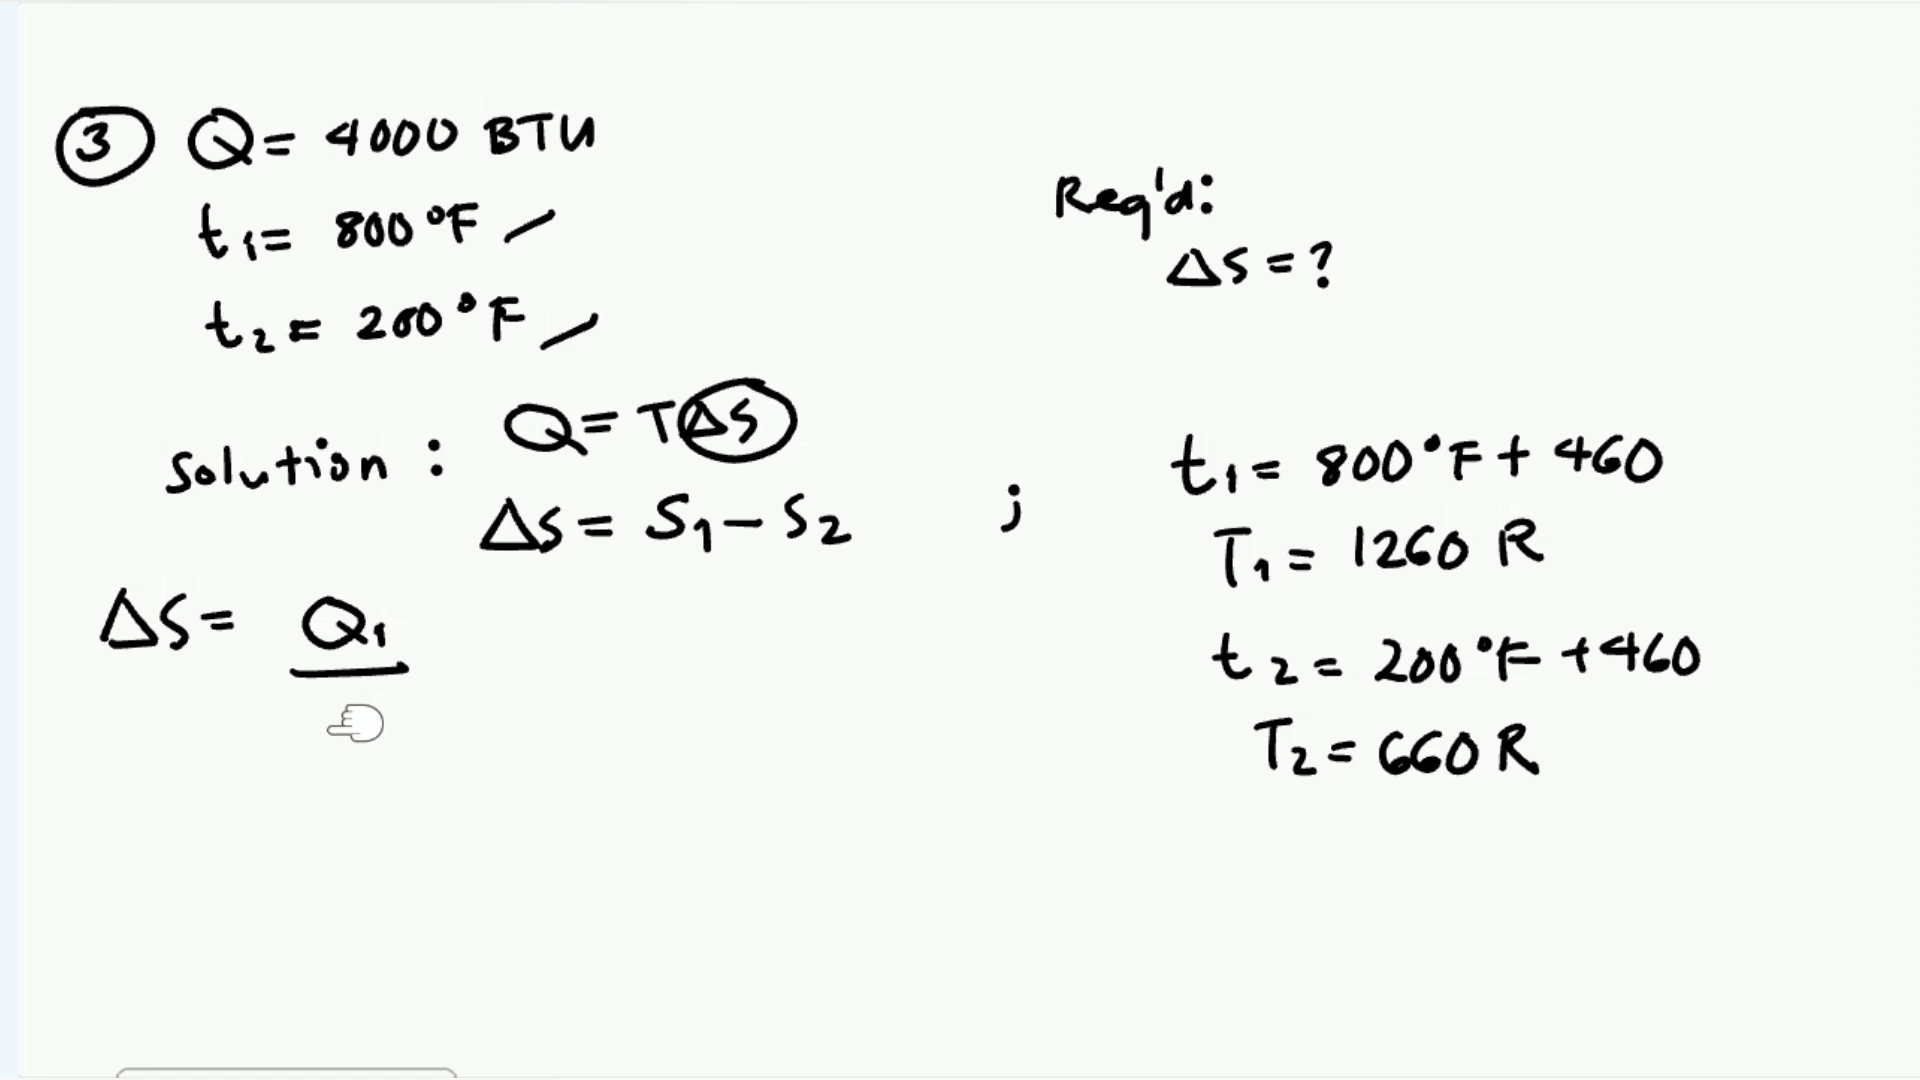 ③ Q = 4000 BTU
t₁ = 800 °F
t₂ = 200 °F
Req'd:
ΔS = ?
Solution : Q = TΔS
ΔS = S₁ - S₂ ;
ΔS = Q₁
t₁ = 800 °F + 460
T₁ = 1260 R
t₂ = 200 °F + 460
T₂ = 660 R